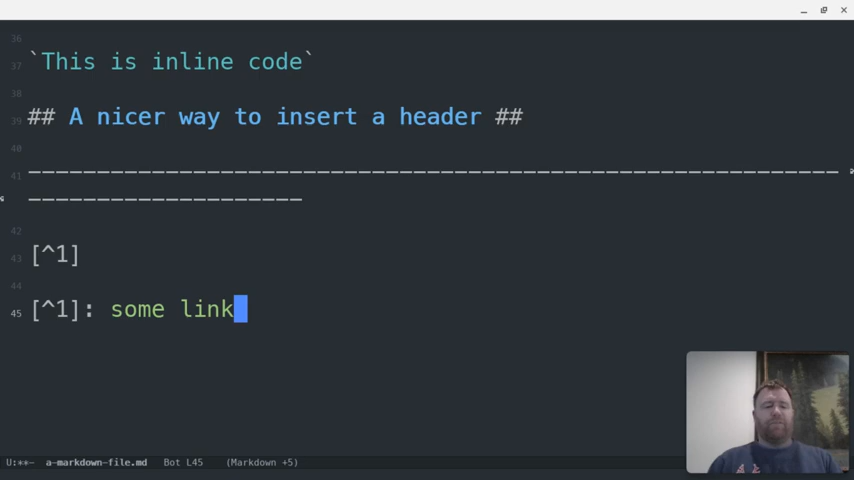 36
37 `This is inline code`
38
39 ## A nicer way to insert a header ##
40
41 -----------------------------------------------------------
--------------------
42
43 [^1]
44
45 [^1]: some link
U:**- a-markdown-file.md Bot L45 (Markdown +5)